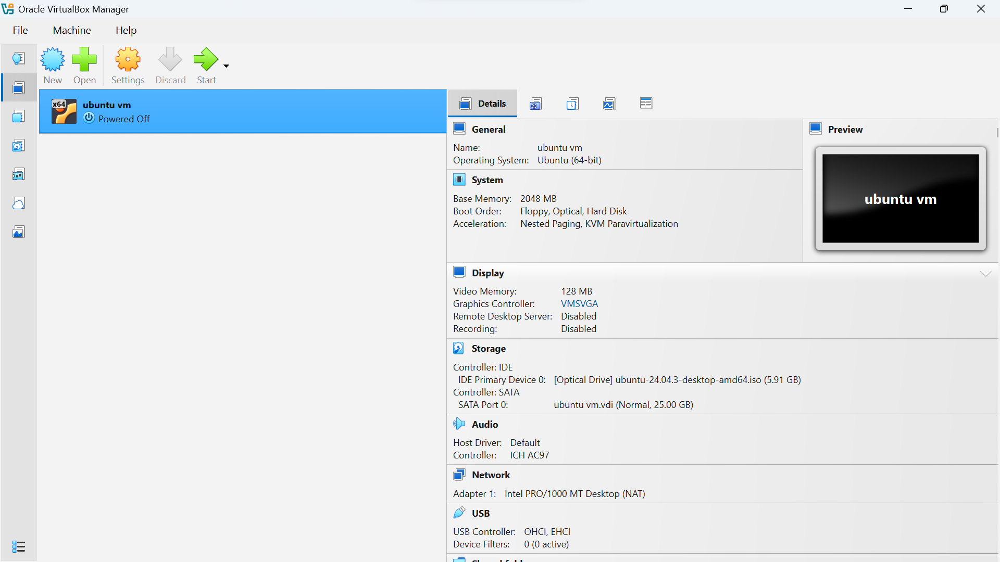 Oracle VirtualBox Manager
File Machine Help
New Open Settings Discard Start
x64
ubuntu vm
Powered Off
Details
General
Name: ubuntu vm
Operating System: Ubuntu (64-bit)
Preview
ubuntu vm
System
Base Memory: 2048 MB
Boot Order: Floppy, Optical, Hard Disk
Acceleration: Nested Paging, KVM Paravirtualization
Display
Video Memory: 128 MB
Graphics Controller: VMSVGA
Remote Desktop Server: Disabled
Recording: Disabled
Storage
Controller: IDE
IDE Primary Device 0: [Optical Drive] ubuntu-24.04.3-desktop-amd64.iso (5.91 GB)
Controller: SATA
SATA Port 0: ubuntu vm.vdi (Normal, 25.00 GB)
Audio
Host Driver: Default
Controller: ICH AC97
Network
Adapter 1: Intel PRO/1000 MT Desktop (NAT)
USB
USB Controller: OHCI, EHCI
Device Filters: 0 (0 active)